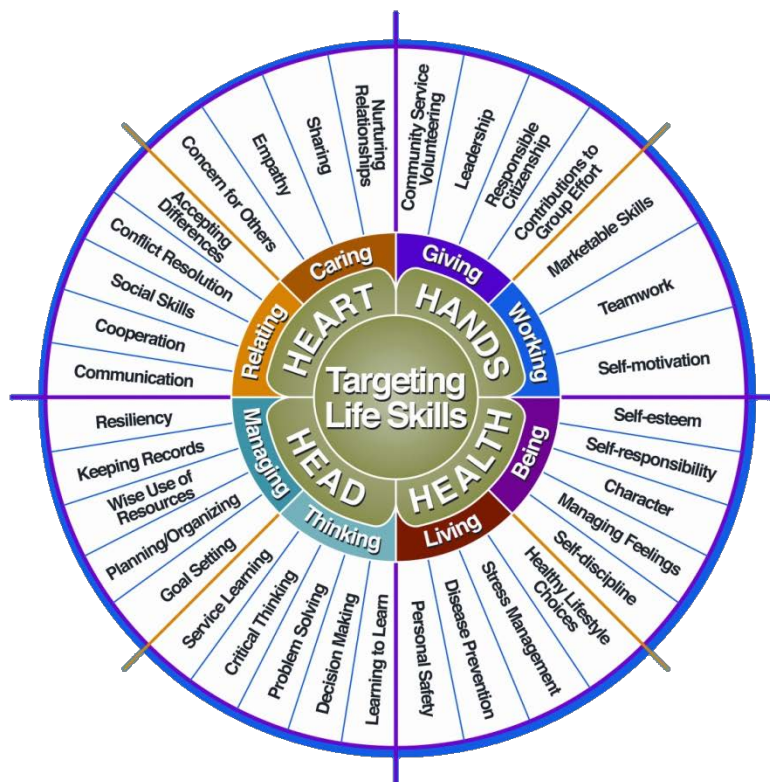 Targeting
Life Skills
HEART
HANDS
HEALTH
HEAD
Caring
Giving
Working
Being
Living
Thinking
Managing
Relating
Nurturing
Relationships
Sharing
Empathy
Concern for Others
Community Service
Volunteering
Leadership
Responsible
Citizenship
Contributions to
Group Effort
Marketable Skills
Teamwork
Self-motivation
Self-esteem
Self-responsibility
Character
Managing Feelings
Self-discipline
Healthy Lifestyle
Choices
Stress Management
Disease Prevention
Personal Safety
Learning to Learn
Decision Making
Problem Solving
Critical Thinking
Service Learning
Goal Setting
Planning/Organizing
Wise Use of
Resources
Keeping Records
Resiliency
Communication
Cooperation
Social Skills
Conflict Resolution
Accepting
Differences